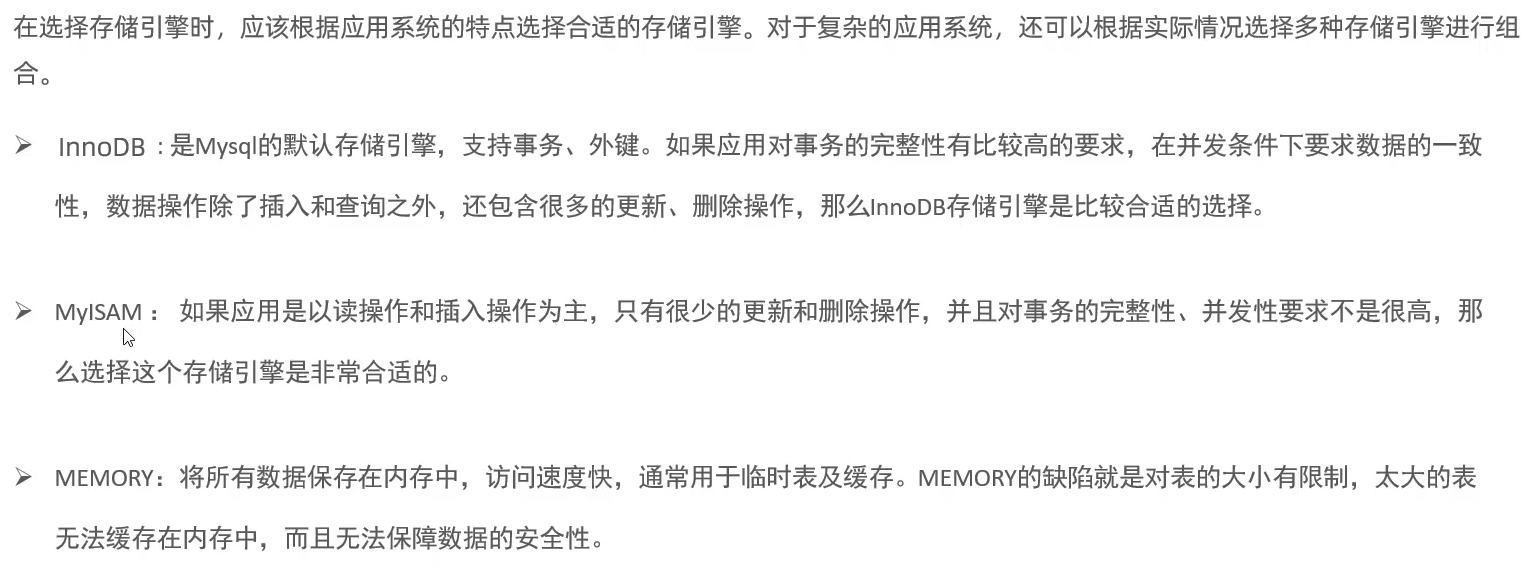 在选择存储引擎时，应该根据应用系统的特点选择合适的存储引擎。对于复杂的应用系统，还可以根据实际情况选择多种存储引擎进行组
合。
➢ InnoDB : 是Mysql的默认存储引擎，支持事务、外键。如果应用对事务的完整性有比较高的要求，在并发条件下要求数据的一致
性，数据操作除了插入和查询之外，还包含很多的更新、删除操作，那么InnoDB存储引擎是比较合适的选择。
➢ MyISAM ： 如果应用是以读操作和插入操作为主，只有很少的更新和删除操作，并且对事务的完整性、并发性要求不是很高，那
么选择这个存储引擎是非常合适的。
➢ MEMORY：将所有数据保存在内存中，访问速度快，通常用于临时表及缓存。MEMORY的缺陷就是对表的大小有限制，太大的表
无法缓存在内存中，而且无法保障数据的安全性。